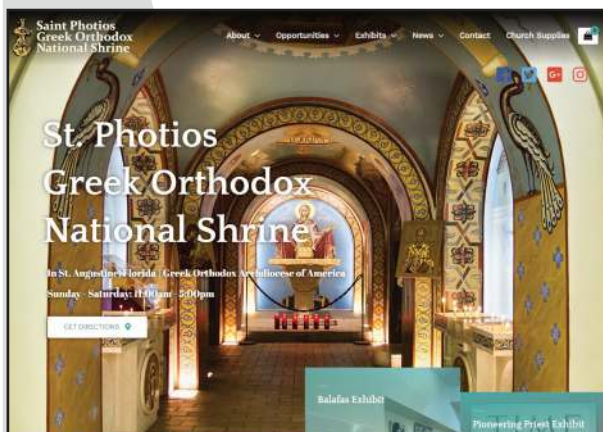 Saint Photios
Greek Orthodox
National Shrine
About
Opportunities
Exhibits
News
Contact
Church Supplies
G+
St. Photios
Greek Orthodox
National Shrine
In St. Augustine, Florida | Greek Orthodox Archdiocese of America
Sunday - Saturday: 11:00am - 5:00pm
GET DIRECTIONS
Balafas Exhibit
Pioneering Priest Exhibit